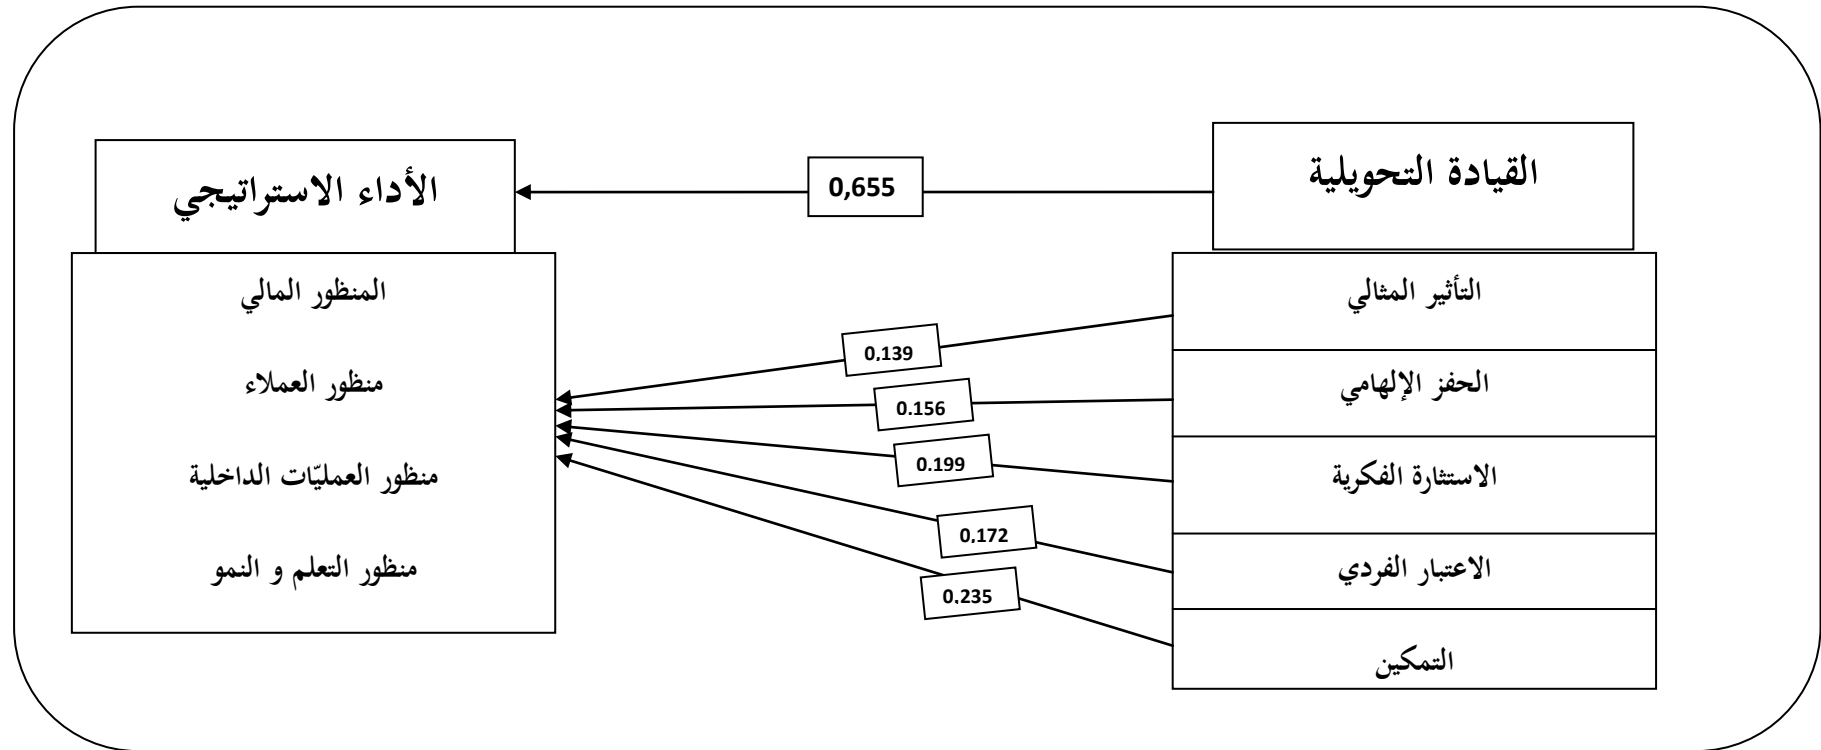 القيادة التحويلية
0,655
الأداء الاستراتيجي
التأثير المثالي
الحفز الإلهامي
الاستثارة الفكرية
الاعتبار الفردي
التمكين
0,139
0.156
0.199
0,172
0,235
المنظور المالي
منظور العملاء
منظور العمليّات الداخلية
منظور التعلم و النمو